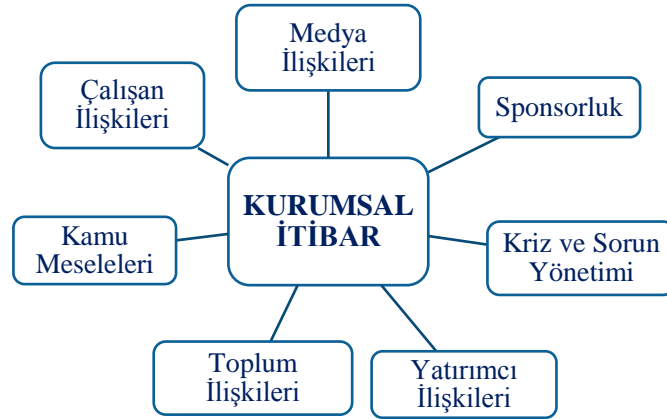 Medya
İlişkileri
Çalışan
İlişkileri
Sponsorluk
KURUMSAL
İTİBAR
Kamu
Meseleleri
Kriz ve Sorun
Yönetimi
Toplum
İlişkileri
Yatırımcı
İlişkileri